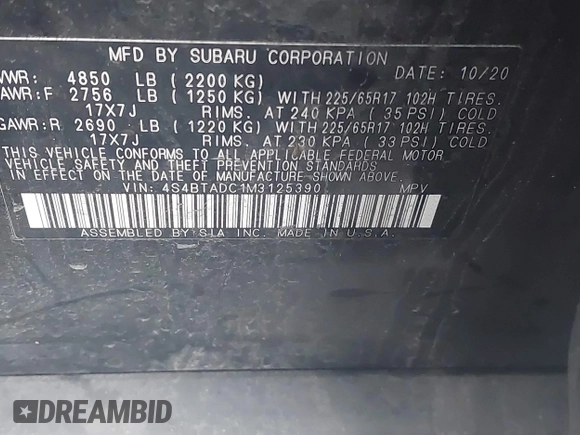 MFD BY SUBARU CORPORATION
VWR: 4850 LB ( 2200 KG) DATE: 10/20
AWR:F 2756 LB ( 1250 KG) WITH 225/65R17 102H TIRES.
17X7J RIMS. AT 240 KPA ( 35 PSI) COLD
GAWR:R 2690 LB ( 1220 KG) WITH 225/65R17 102H TIRES.
17X7J RIMS. AT 230 KPA ( 33 PSI) COLD
THIS VEHICLE CONFORMS TO ALL APPLICABLE FEDERAL MOTOR
VEHICLE SAFETY AND THEFT PREVENTION STANDARDS
IN EFFECT ON THE DATE OF MANUFACTURE SHOWN ABOVE.
VIN: 4S4BTADC1M3125390 MPV
ASSEMBLED BY SIA, INC. MADE IN U.S.A.
DREAMBID